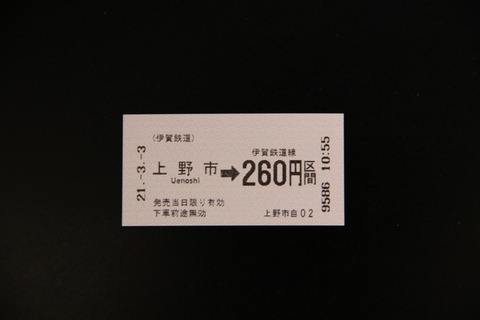 21.-3.-3
(伊賀鉄道)
伊賀鉄道線
上野市➡260円区間
Uenoshi
発売当日限り有効
下車前途無効
上野市自02
9586 10:55